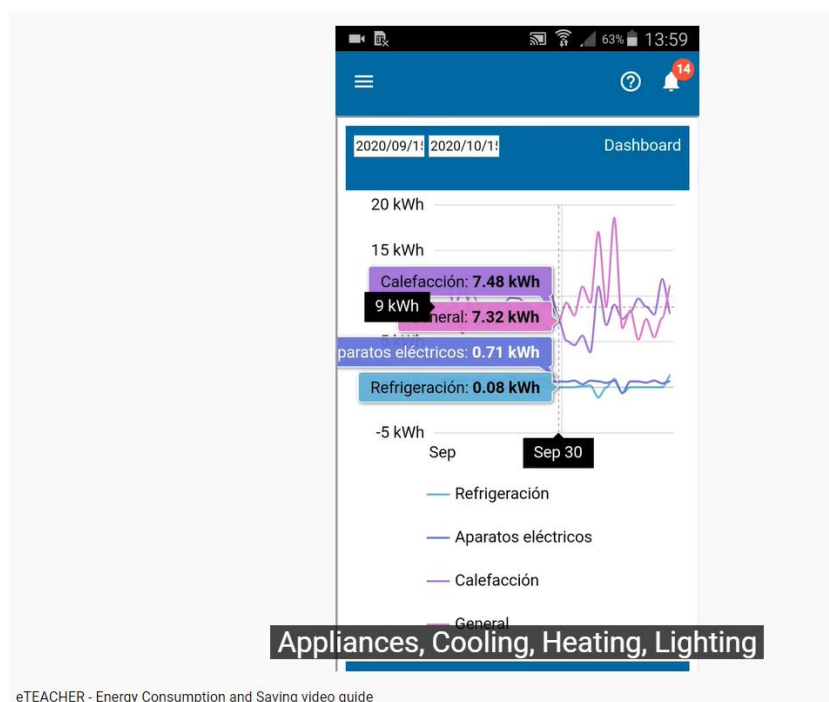 63% 13:59
14
2020/09/1 2020/10/1 Dashboard
20 kWh
15 kWh
Calefacción: 7.48 kWh
9 kWh
neral: 7.32 kWh
paratos eléctricos: 0.71 kWh
Refrigeración: 0.08 kWh
-5 kWh
Sep
Sep 30
Refrigeración
Aparatos eléctricos
Calefacción
General
Appliances, Cooling, Heating, Lighting
eTEACHER - Energy Consumption and Saving video guide